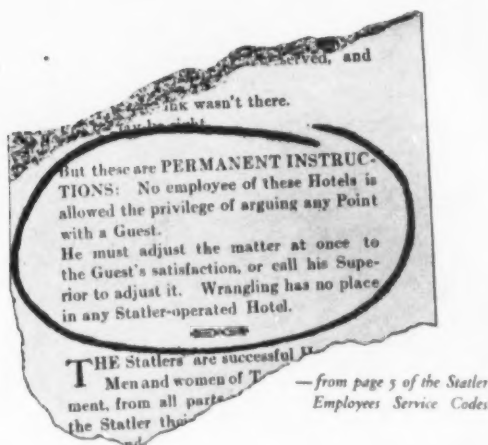 served, and
ink wasn't there.
be right
But these are PERMANENT INSTRUC-
TIONS: No employee of these Hotels is
allowed the privilege of arguing any Point
with a Guest.
He must adjust the matter at once to
the Guest's satisfaction, or call his Supe-
rior to adjust it. Wrangling has no place
in any Statler-operated Hotel.
THE Statlers are successful H
Men and women of T
ment, from all parts
the Statler
—from page 5 of the Statler
Employees Service Codes